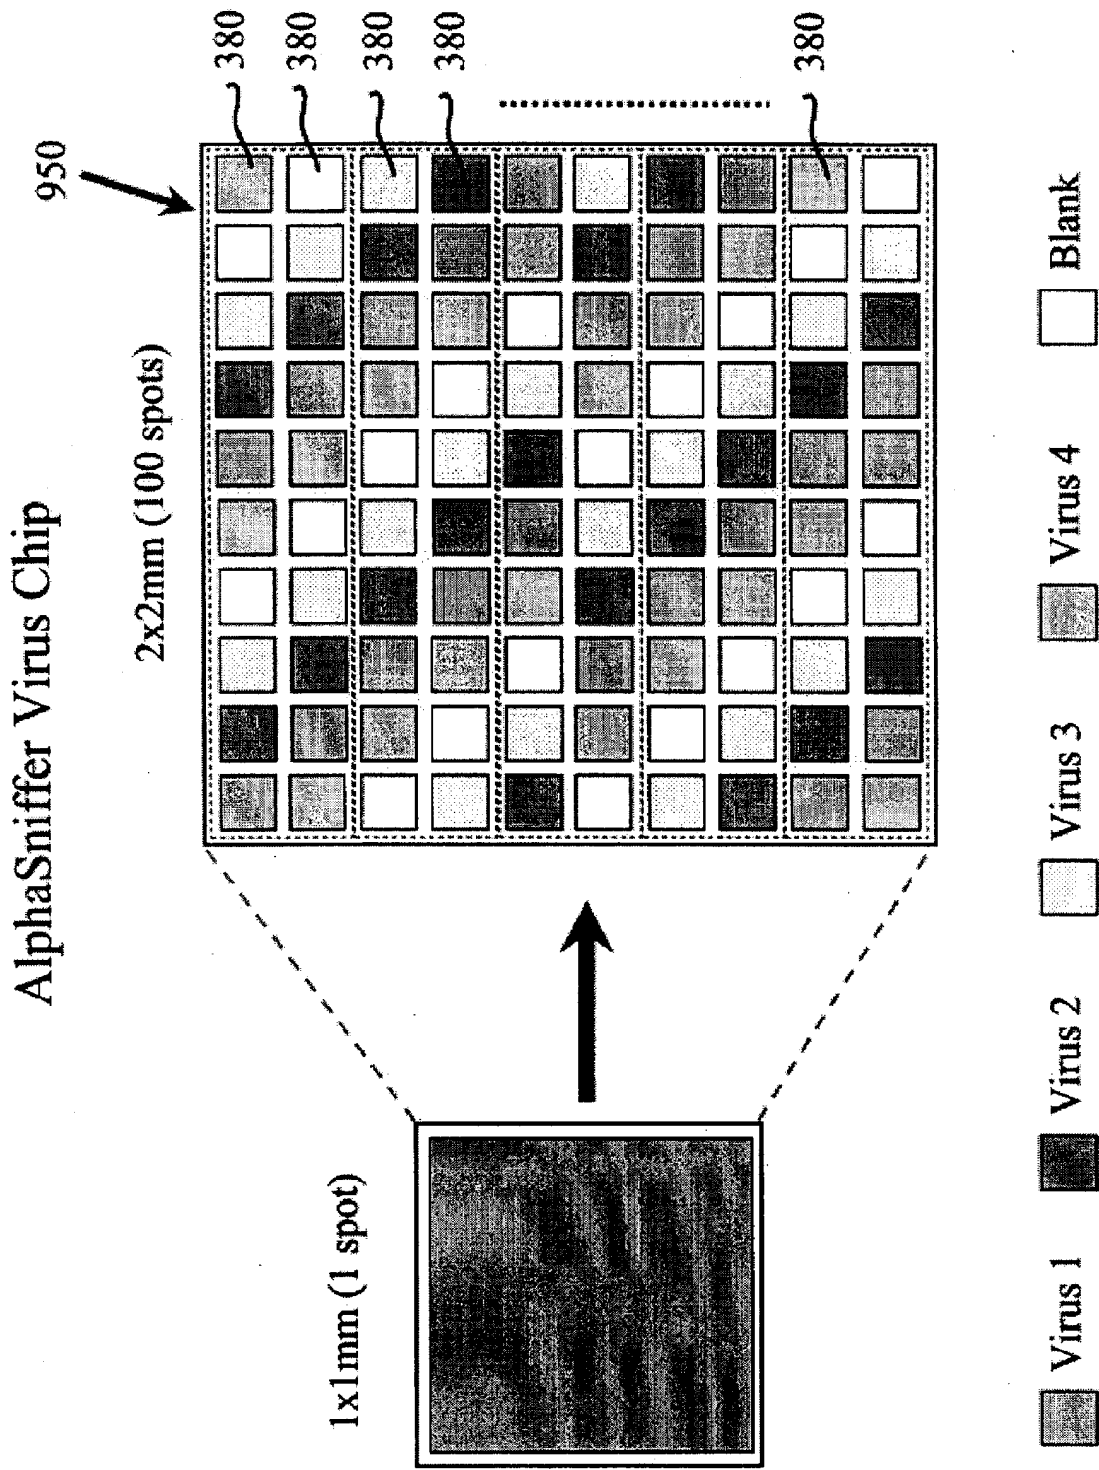 AlphaSniffer Virus Chip
1x1mm (1 spot)
2x2mm (100 spots)
950
380
380
380
380
380
Virus 1
Virus 2
Virus 3
Virus 4
Blank